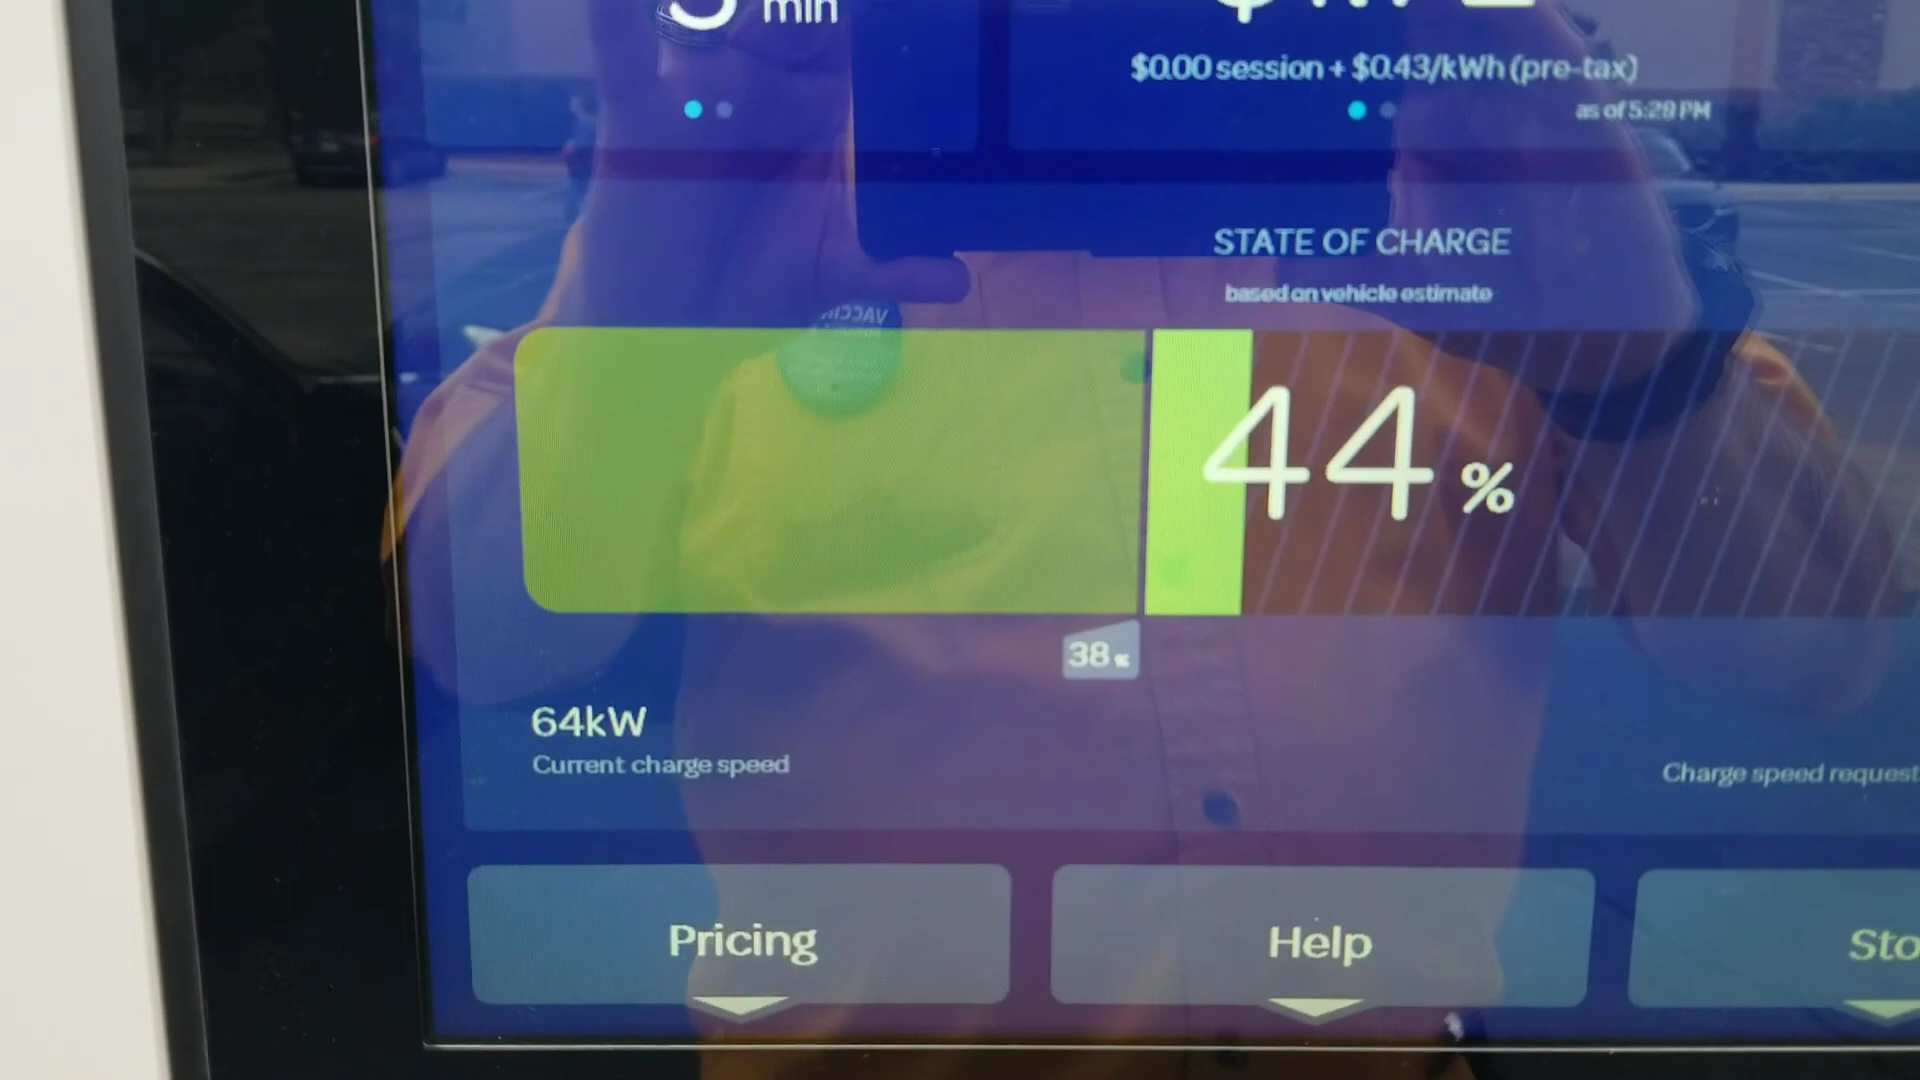 min
$0.00 session + $0.43/kWh (pre-tax)
as of 5:28 PM
STATE OF CHARGE
based on vehicle estimate
44 %
38 %
64kW
Current charge speed
Charge speed request
Pricing
Help
Sto